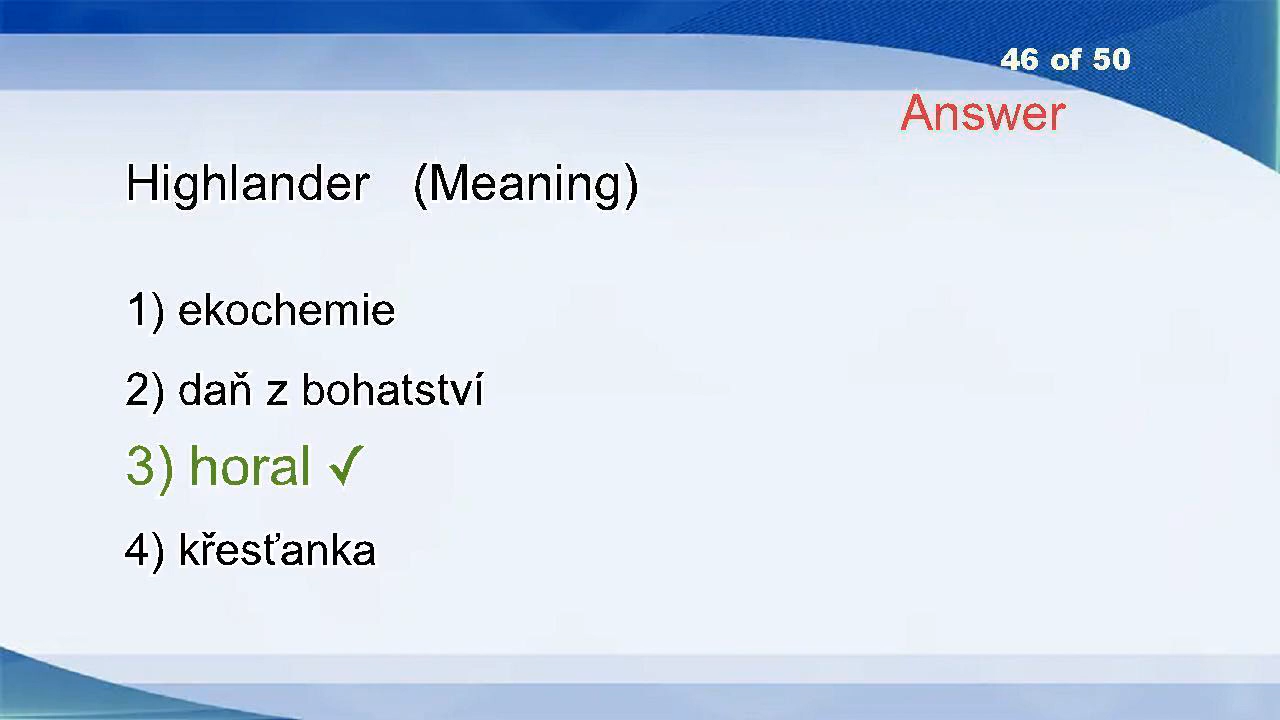 46 of 50
Answer
Highlander (Meaning)
1) ekochemie
2) daň z bohatství
3) horal ✓
4) křesťanka